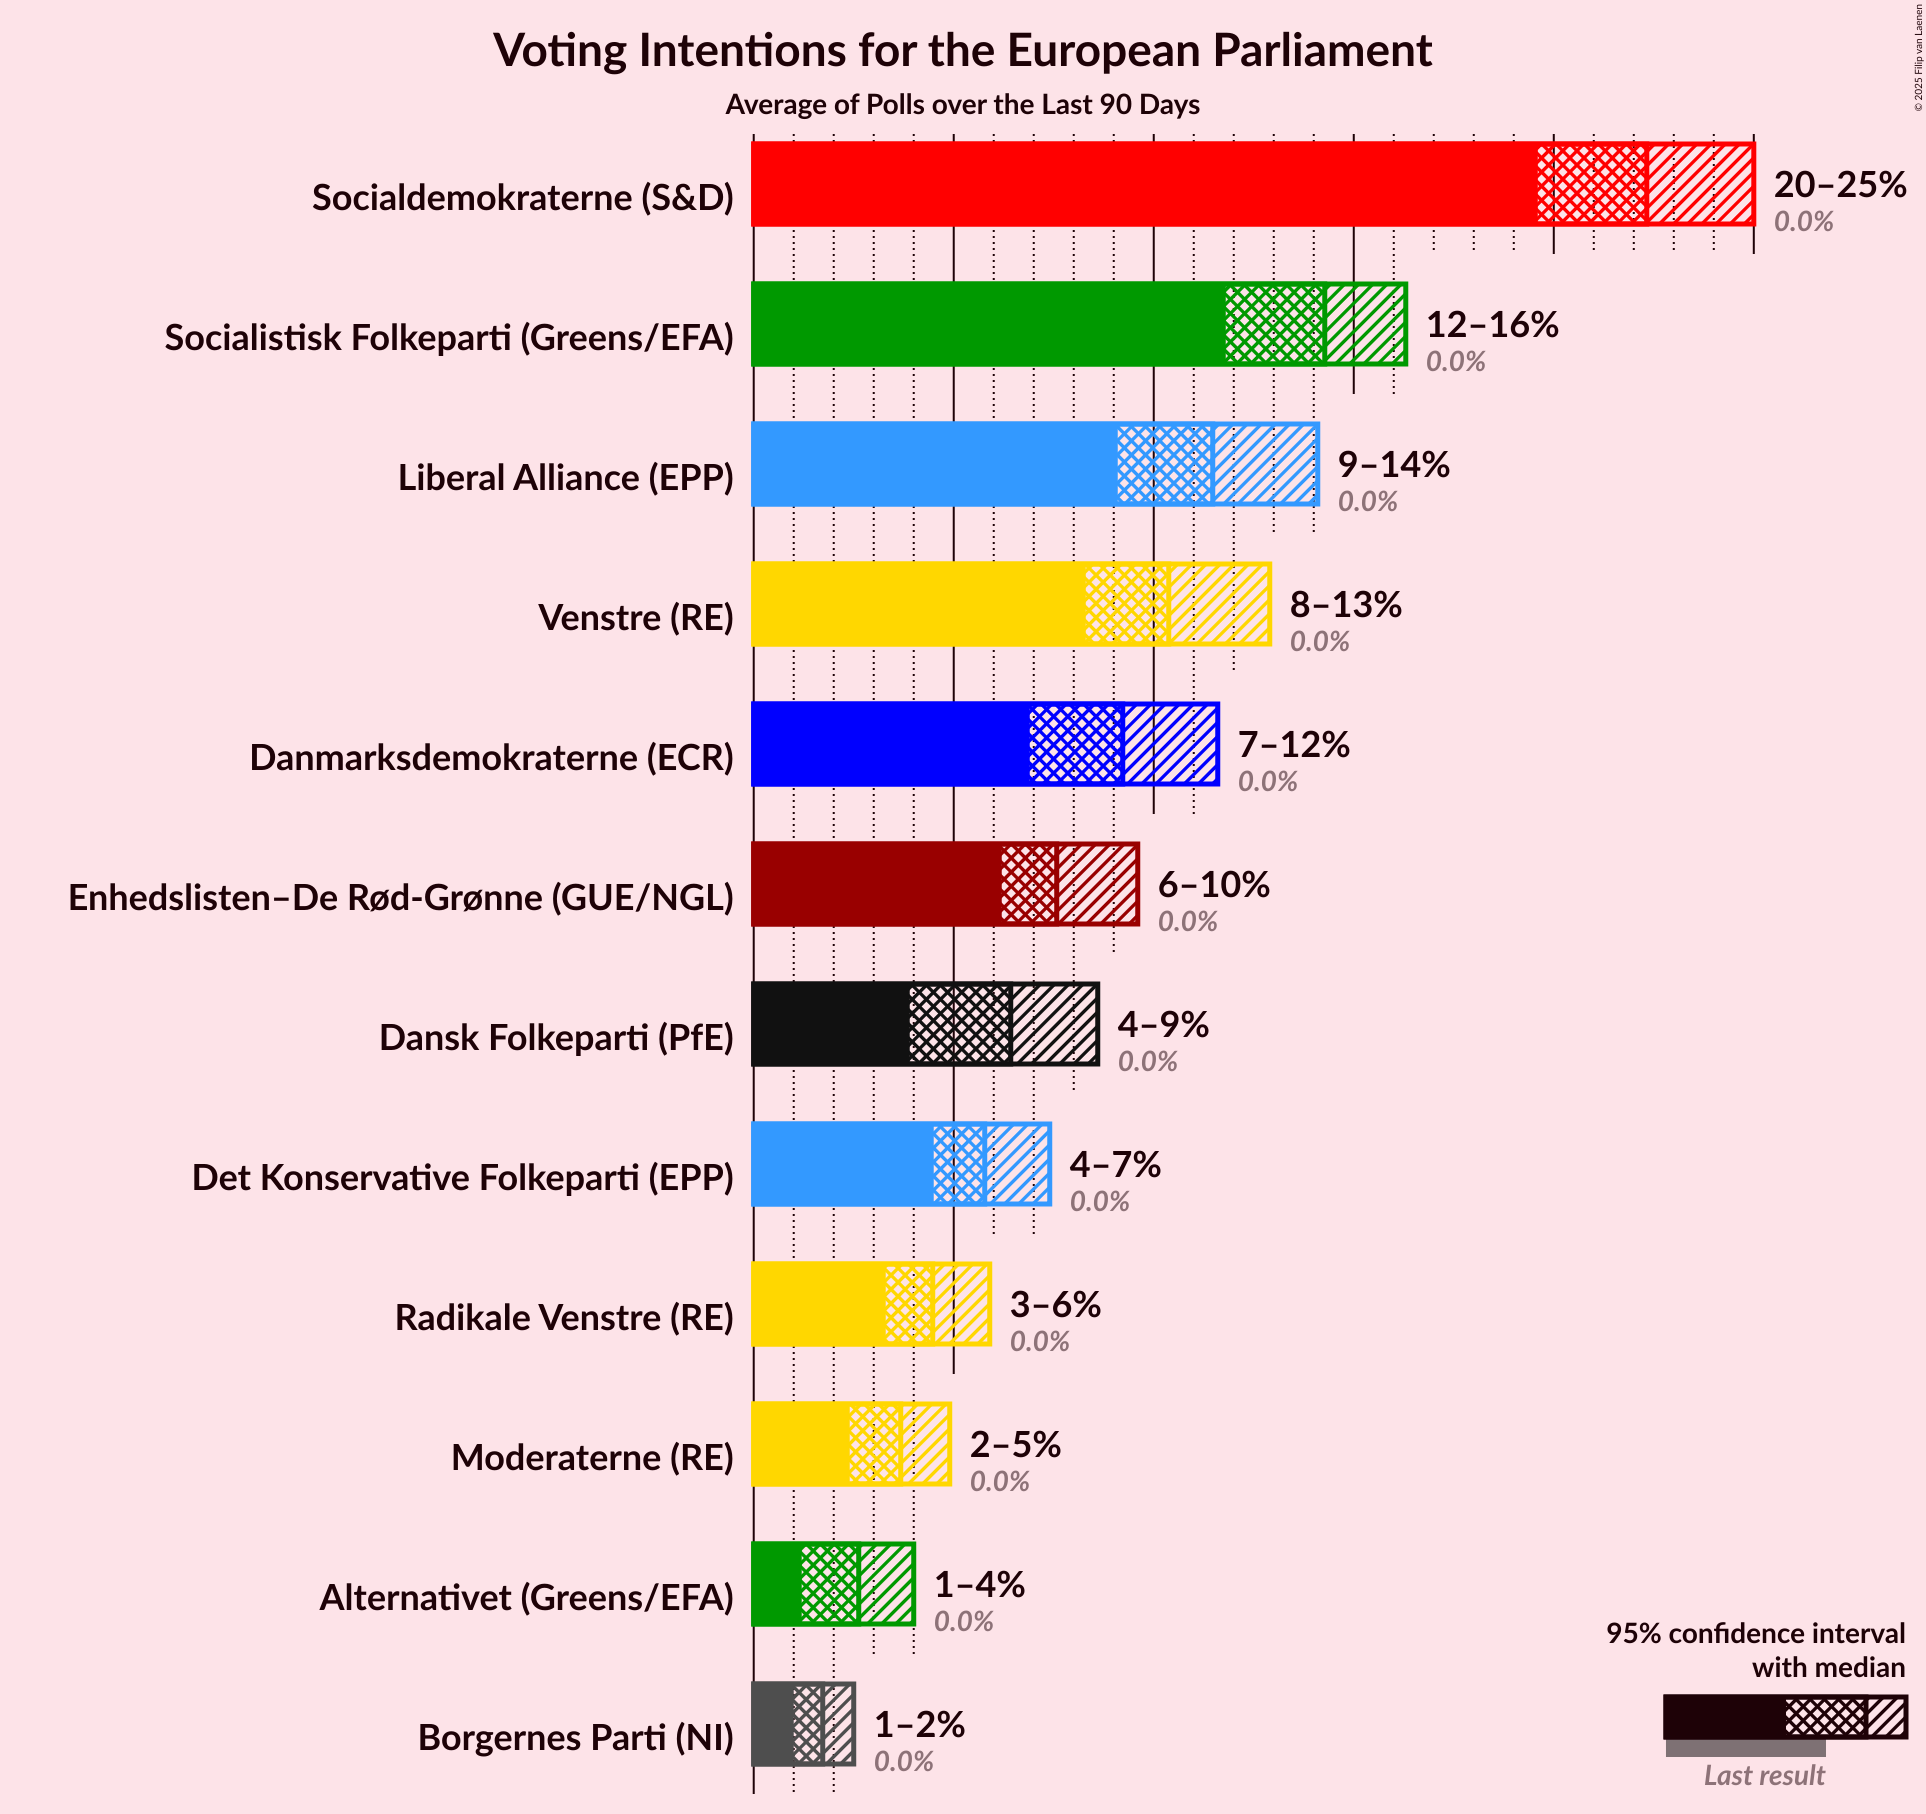 Voting Intentions for the European Parliament
Average of Polls over the Last 90 Days
© 2025 Filip van Laenen
Socialdemokraterne (S&D)
20–25%
0.0%
Socialistisk Folkeparti (Greens/EFA)
12–16%
0.0%
Liberal Alliance (EPP)
9–14%
0.0%
Venstre (RE)
8–13%
0.0%
Danmarksdemokraterne (ECR)
7–12%
0.0%
Enhedslisten–De Rød-Grønne (GUE/NGL)
6–10%
0.0%
Dansk Folkeparti (PfE)
4–9%
0.0%
Det Konservative Folkeparti (EPP)
4–7%
0.0%
Radikale Venstre (RE)
3–6%
0.0%
Moderaterne (RE)
2–5%
0.0%
Alternativet (Greens/EFA)
1–4%
0.0%
Borgernes Parti (NI)
1–2%
0.0%
95% confidence interval
with median
Last result